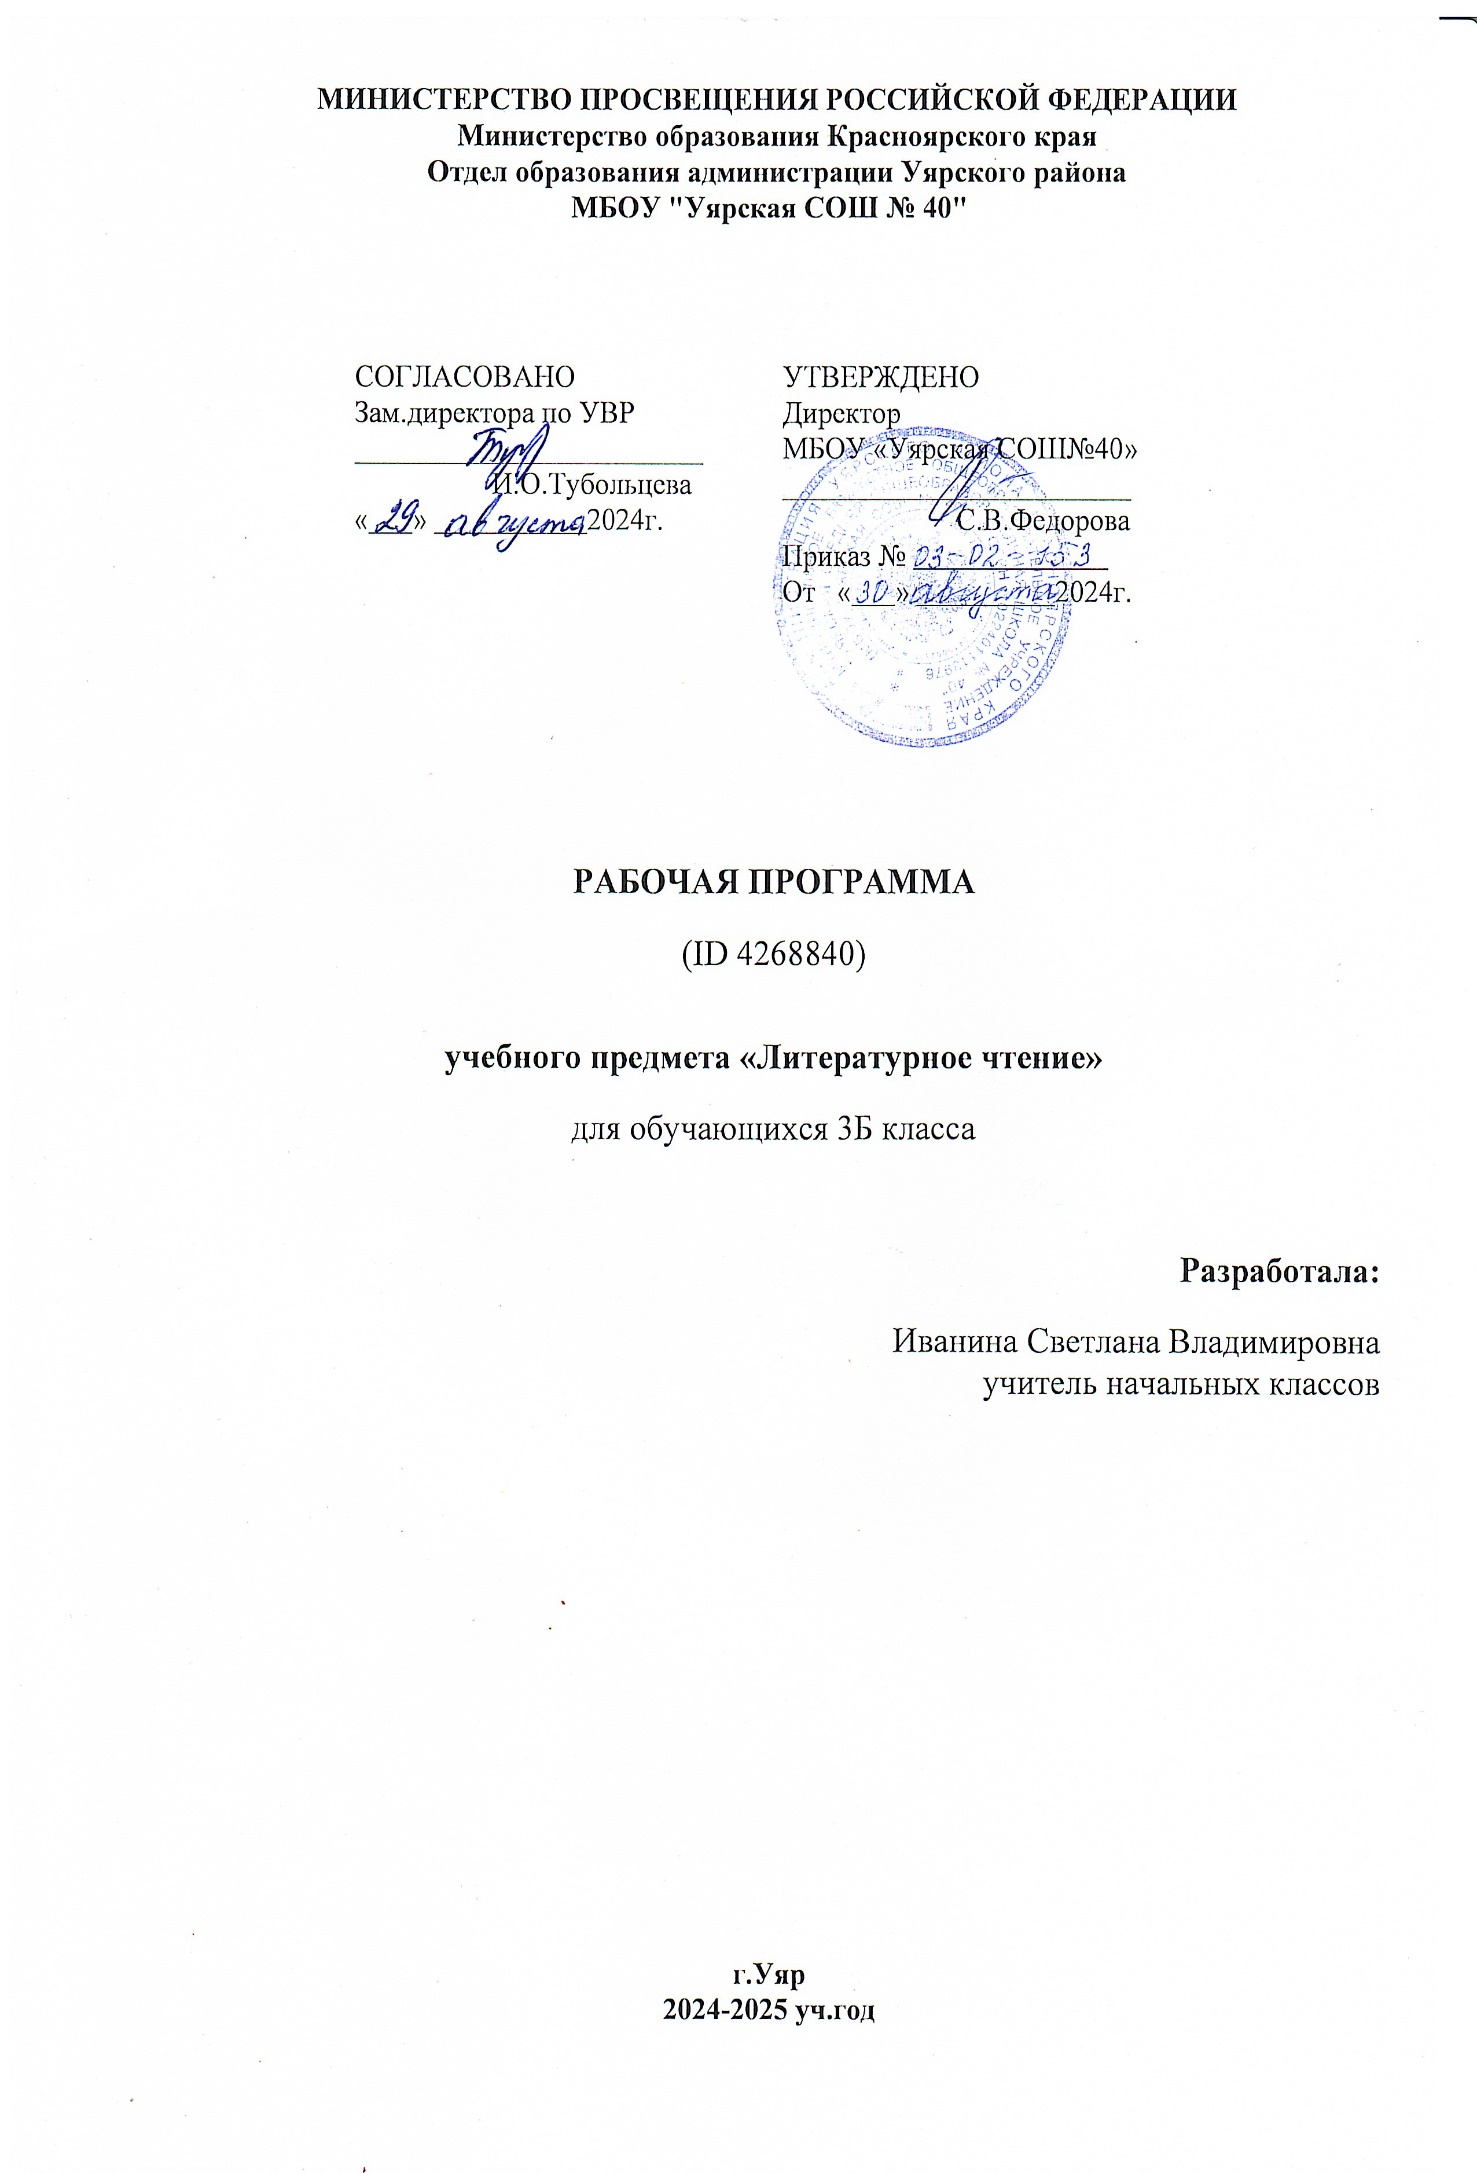 МИНИСТЕРСТВО ПРОСВЕЩЕНИЯ РОССИЙСКОЙ ФЕДЕРАЦИИ
Министерство образования Красноярского края
Отдел образования администрации Уярского района
МБОУ "Уярская СОШ № 40"
СОГЛАСОВАНО
Зам.директора по УВР
И.О.Тубольцева
«29» августа 2024г.
УТВЕРЖДЕНО
Директор
МБОУ «Уярская СОШ№40»
С.В.Федорова
Приказ № 03-02-153
От «30» августа 2024г.
РАБОЧАЯ ПРОГРАММА
(ID 4268840)
учебного предмета «Литературное чтение»
для обучающихся 3Б класса
Разработала:
Иванина Светлана Владимировна
учитель начальных классов
г.Уяр
2024-2025 уч.год